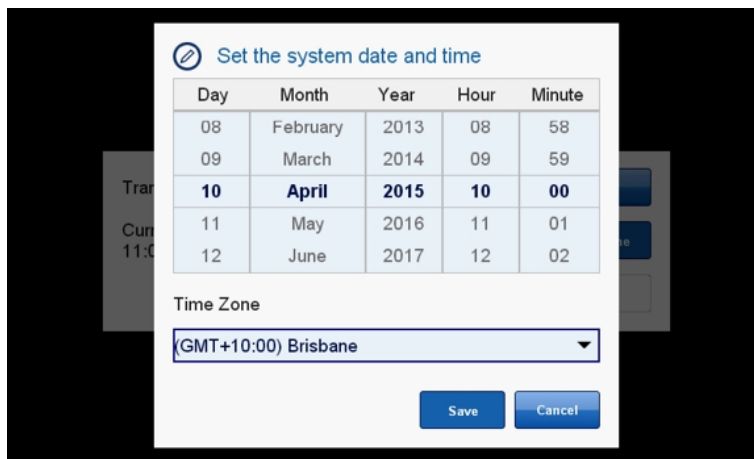 Set the system date and time
Day Month Year Hour Minute
08 February 2013 08 58
09 March 2014 09 59
10 April 2015 10 00
11 May 2016 11 01
12 June 2017 12 02
Time Zone
(GMT+10:00) Brisbane
Save Cancel